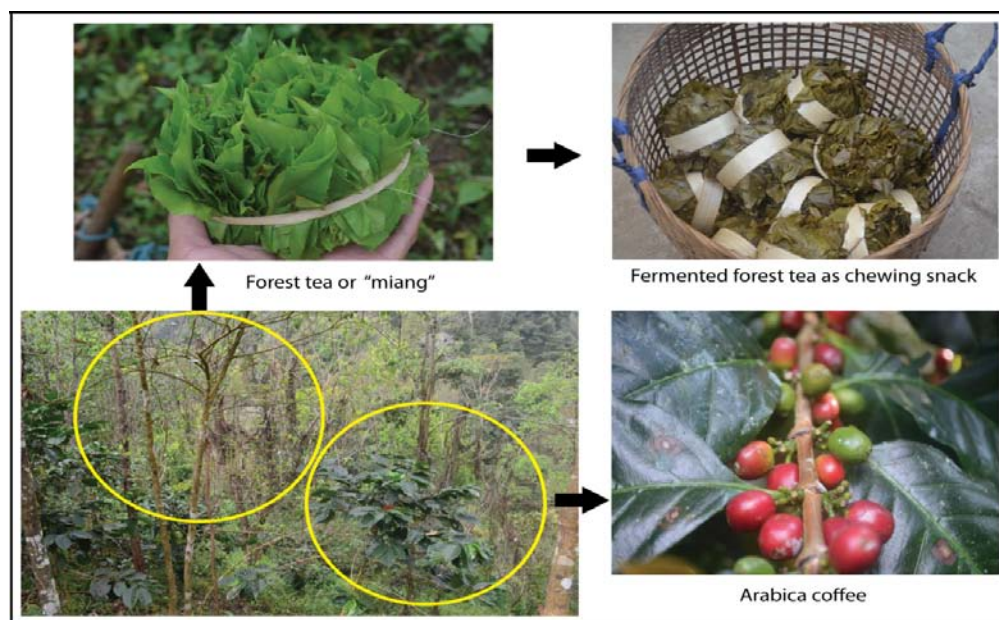 Forest tea or "miang"
Fermented forest tea as chewing snack
Arabica coffee